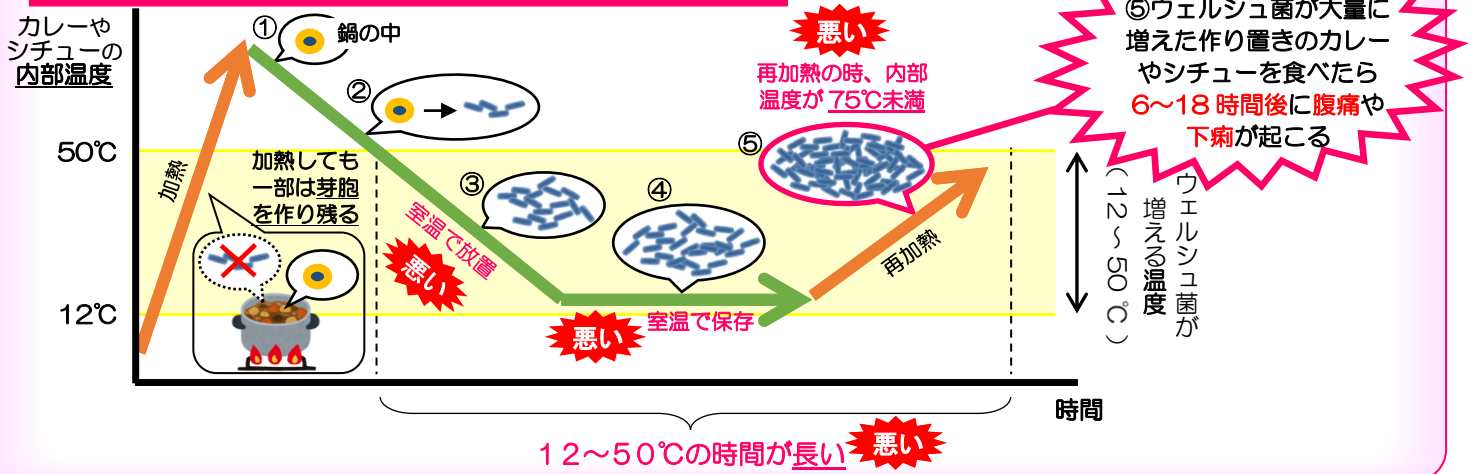 カレーや
シチューの
内部温度
①
鍋の中
②
50℃
12℃
加熱
加熱しても
一部は芽胞
を作り残る
③
室温で放置
悪い
④
室温で保存
悪い
悪い
再加熱の時、内部
温度が 75℃未満
⑤
再加熱
⑤ウェルシュ菌が大量に
増えた作り置きのカレー
やシチューを食べたら
6～18 時間後に腹痛や
下痢が起こる
ウェルシュ菌が
増える温度
（12～50℃）
時間
12～50℃の時間が長い
悪い